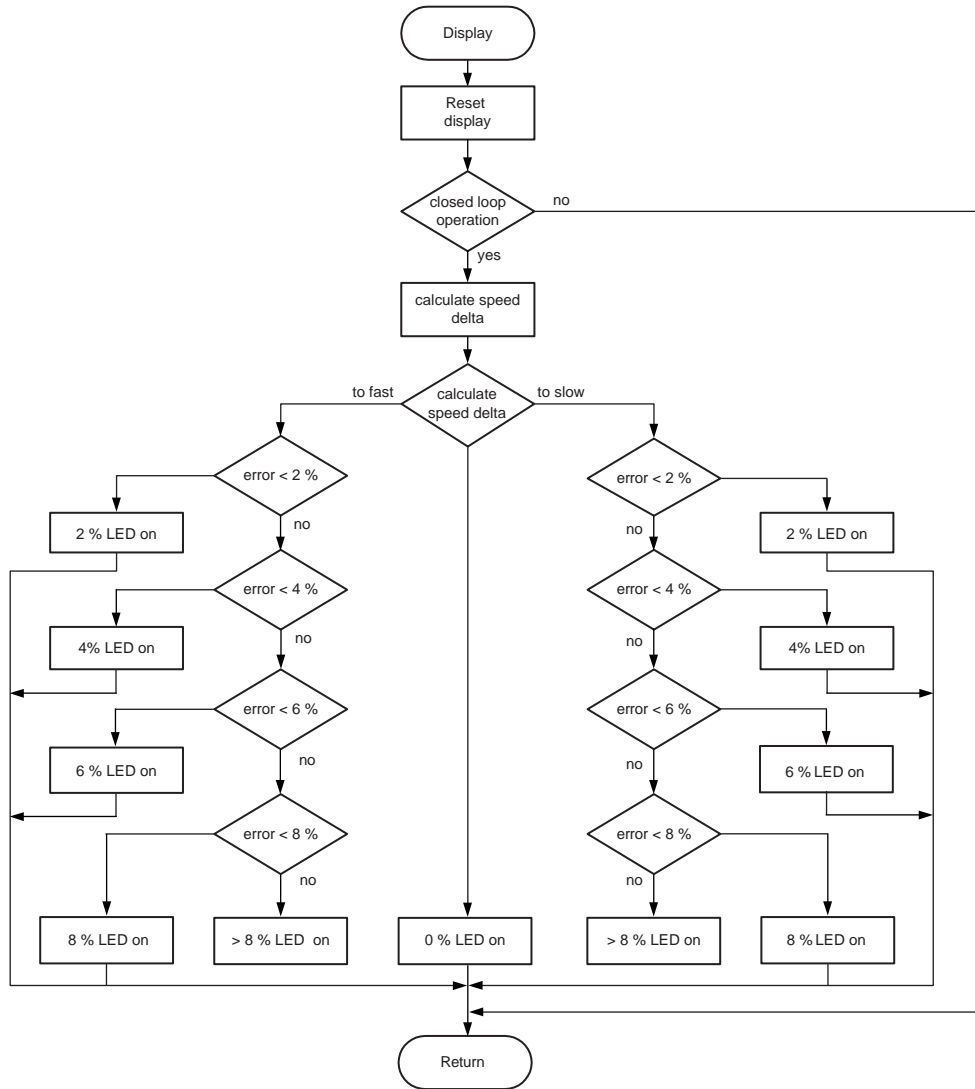 Display
Reset
display
closed loop
operation
no
yes
calculate speed
delta
to fast
calculate
speed delta
to slow
error < 2 %
error < 2 %
2 % LED on
no
no
2 % LED on
error < 4 %
error < 4 %
4% LED on
no
no
4% LED on
error < 6 %
error < 6 %
6 % LED on
no
no
6 % LED on
error < 8 %
error < 8 %
no
no
8 % LED on
> 8 % LED on
0 % LED on
> 8 % LED on
8 % LED on
Return